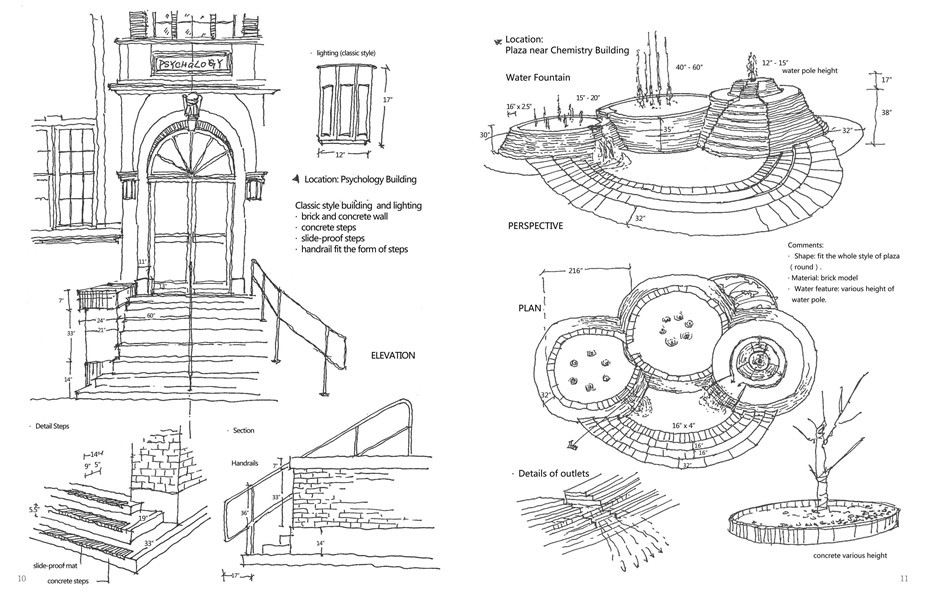 PSYCHOLOGY
· lighting (classic style)
17"
12"
Location: Psychology Building
Classic style building and lighting
· brick and concrete wall
· concrete steps
· slide-proof steps
· handrail fit the form of steps
11"
13"
7"
24"
21"
60"
33"
14"
ELEVATION
· Detail Steps
14"
9" 5"
19"
33"
slide-proof mat
concrete steps
· Section
Handrails
7"
33"
36"
14"
17"
10
Location:
Plaza near Chemistry Building
Water Fountain
40" - 60"
12" - 15"
water pole height
17"
38"
15" - 20"
16" x 2.5"
30"
35"
32"
32"
PERSPECTIVE
Comments:
· Shape: fit the whole style of plaza
( round ) .
· Material: brick model
· Water feature: various height of
water pole.
216"
PLAN
32"
16" x 4"
16"
16"
32"
· Details of outlets
concrete various height
11